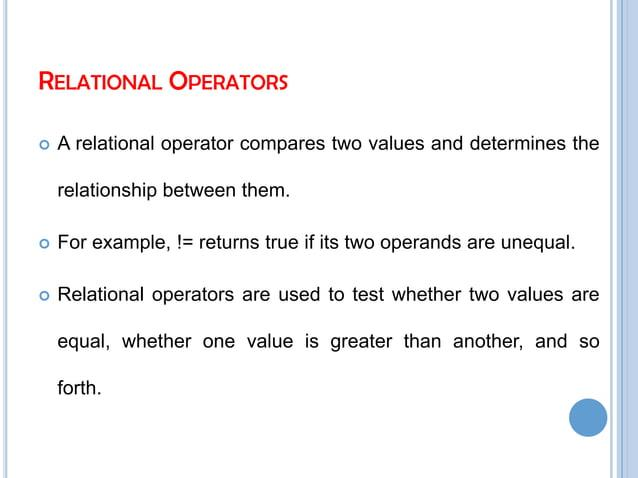 RELATIONAL OPERATORS
A relational operator compares two values and determines the
relationship between them.
For example, != returns true if its two operands are unequal.
Relational operators are used to test whether two values are
equal, whether one value is greater than another, and so
forth.